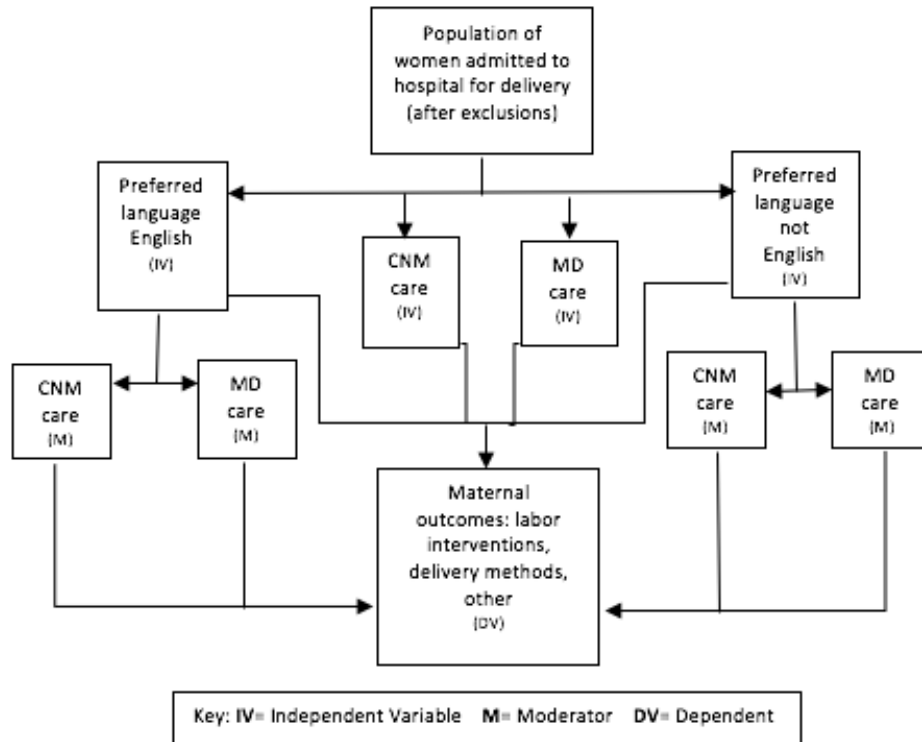 Population of
women admitted to
hospital for delivery
(after exclusions)
Preferred
language
English
(IV)
CNM
care
(IV)
MD
care
(IV)
Preferred
language
not
English
(IV)
CNM
care
(M)
MD
care
(M)
CNM
care
(M)
MD
care
(M)
Maternal
outcomes: labor
interventions,
delivery methods,
other
(DV)
Key: IV= Independent Variable M= Moderator DV= Dependent